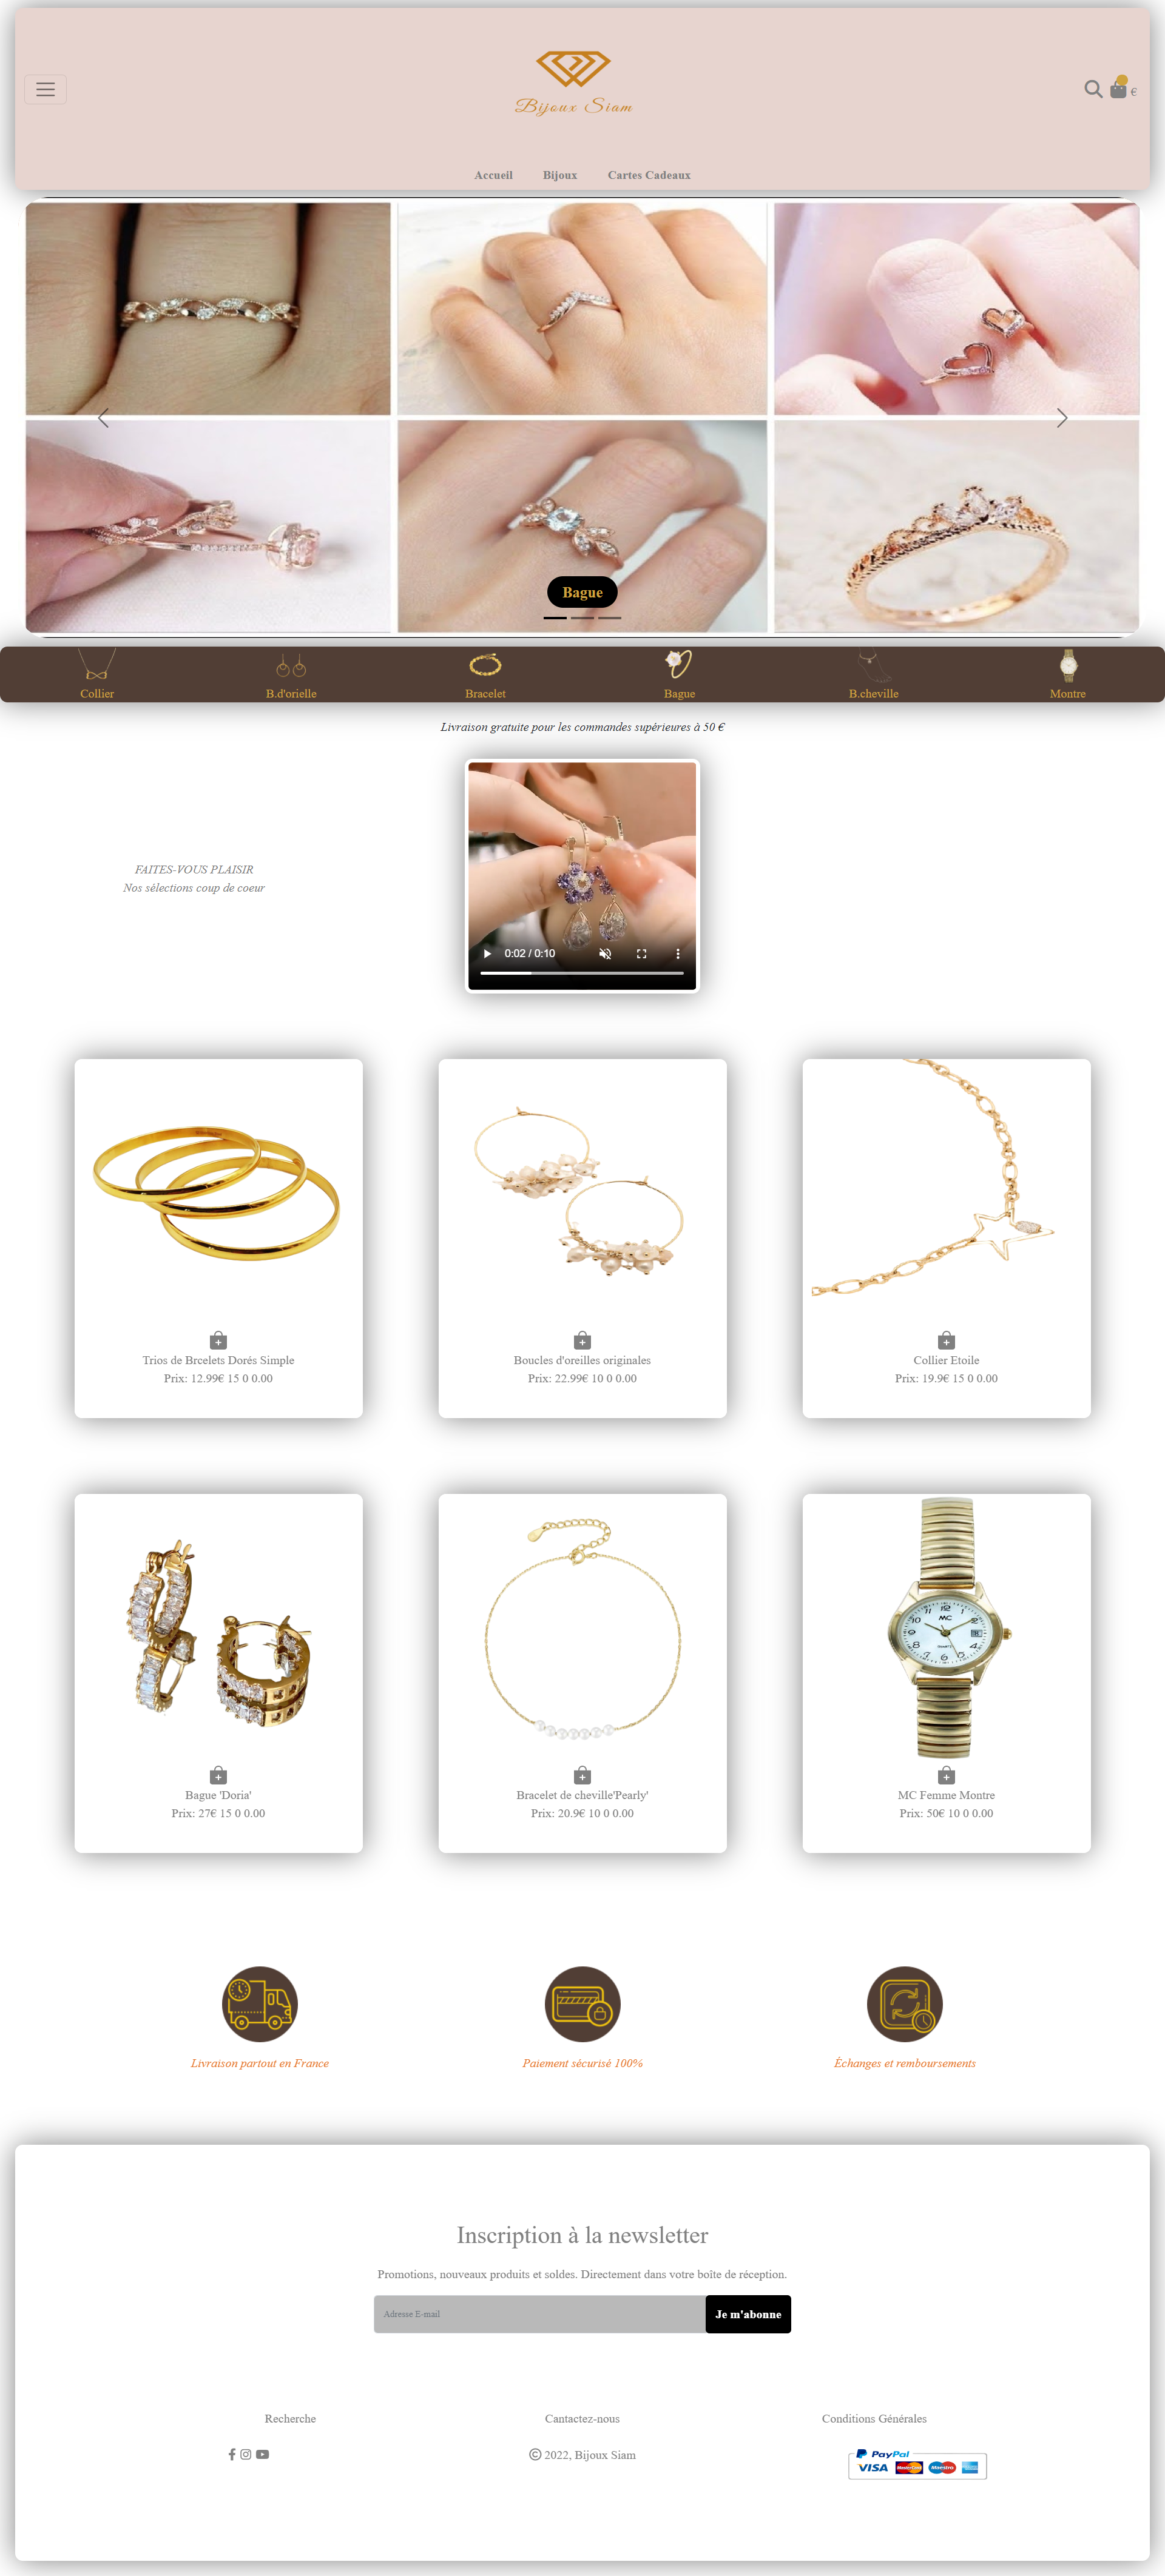 Bijoux Siam
€
Accueil Bijoux Cartes Cadeaux
Bague
Collier B.d'orielle Bracelet Bague B.cheville Montre
Livraison gratuite pour les commandes supérieures à 50 €
FAITES-VOUS PLAISIR
Nos sélections coup de coeur
0:02 / 0:10
Trios de Brcelets Dorés Simple
Prix: 12.99€ 15 0 0.00
Boucles d'oreilles originales
Prix: 22.99€ 10 0 0.00
Collier Etoile
Prix: 19.9€ 15 0 0.00
MC
Bague 'Doria'
Prix: 27€ 15 0 0.00
Bracelet de cheville'Pearly'
Prix: 20.9€ 10 0 0.00
MC Femme Montre
Prix: 50€ 10 0 0.00
Livraison partout en France
Paiement sécurisé 100%
Échanges et remboursements
Inscription à la newsletter
Promotions, nouveaux produits et soldes. Directement dans votre boîte de réception.
Adresse E-mail Je m'abonne
Recherche Cantactez-nous Conditions Générales
© 2022, Bijoux Siam
PayPal
VISA MasterCard Maestro